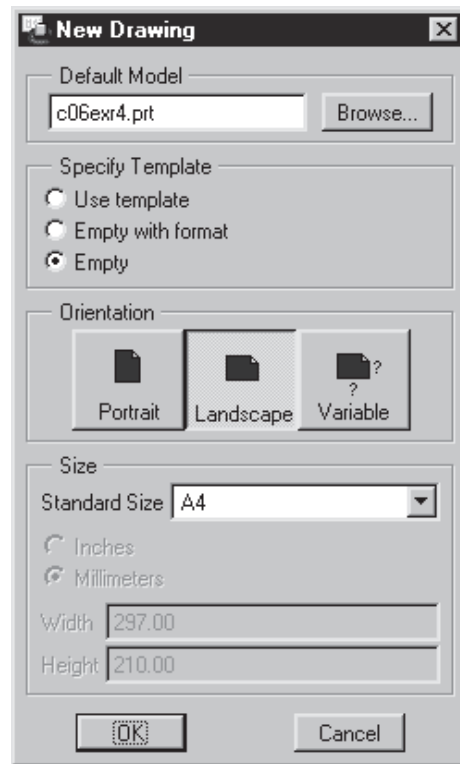 New Drawing
Default Model
c06exr4.prt Browse...
Specify Template
Use template
Empty with format
Empty
Orientation
? ?
Portrait Landscape Variable
Size
Standard Size A4
Inches
Millimeters
Width 297.00
Height 210.00
OK Cancel